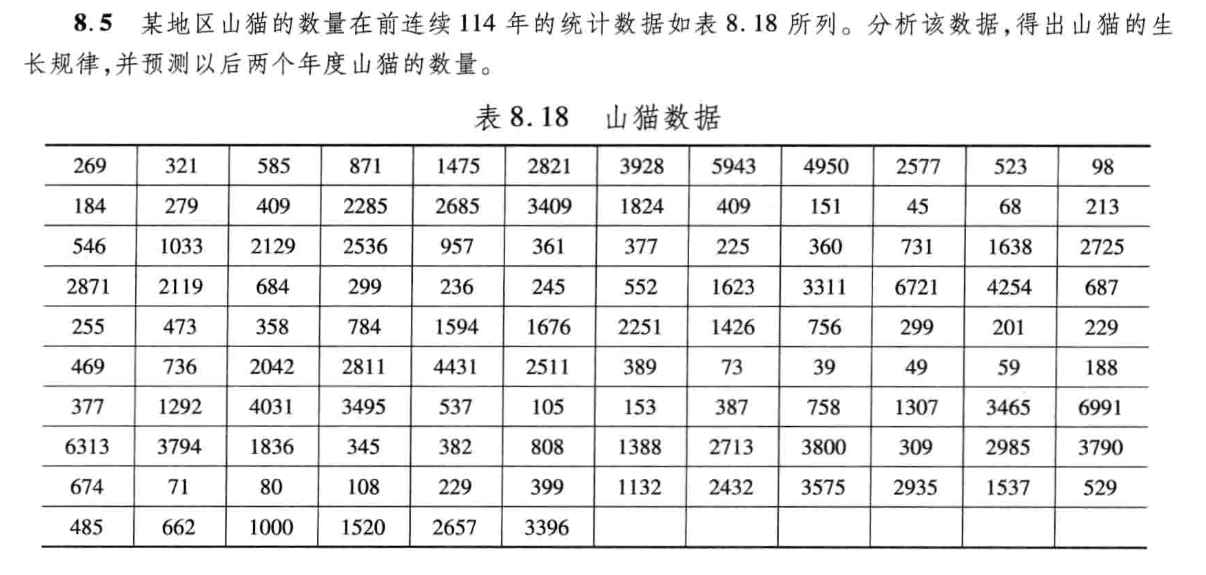 8.5 某地区山猫的数量在前连续 114 年的统计数据如表 8.18 所列。分析该数据,得出山猫的生
长规律,并预测以后两个年度山猫的数量。
表 8.18 山猫数据
269 321 585 871 1475 2821 3928 5943 4950 2577 523 98
184 279 409 2285 2685 3409 1824 409 151 45 68 213
546 1033 2129 2536 957 361 377 225 360 731 1638 2725
2871 2119 684 299 236 245 552 1623 3311 6721 4254 687
255 473 358 784 1594 1676 2251 1426 756 299 201 229
469 736 2042 2811 4431 2511 389 73 39 49 59 188
377 1292 4031 3495 537 105 153 387 758 1307 3465 6991
6313 3794 1836 345 382 808 1388 2713 3800 309 2985 3790
674 71 80 108 229 399 1132 2432 3575 2935 1537 529
485 662 1000 1520 2657 3396